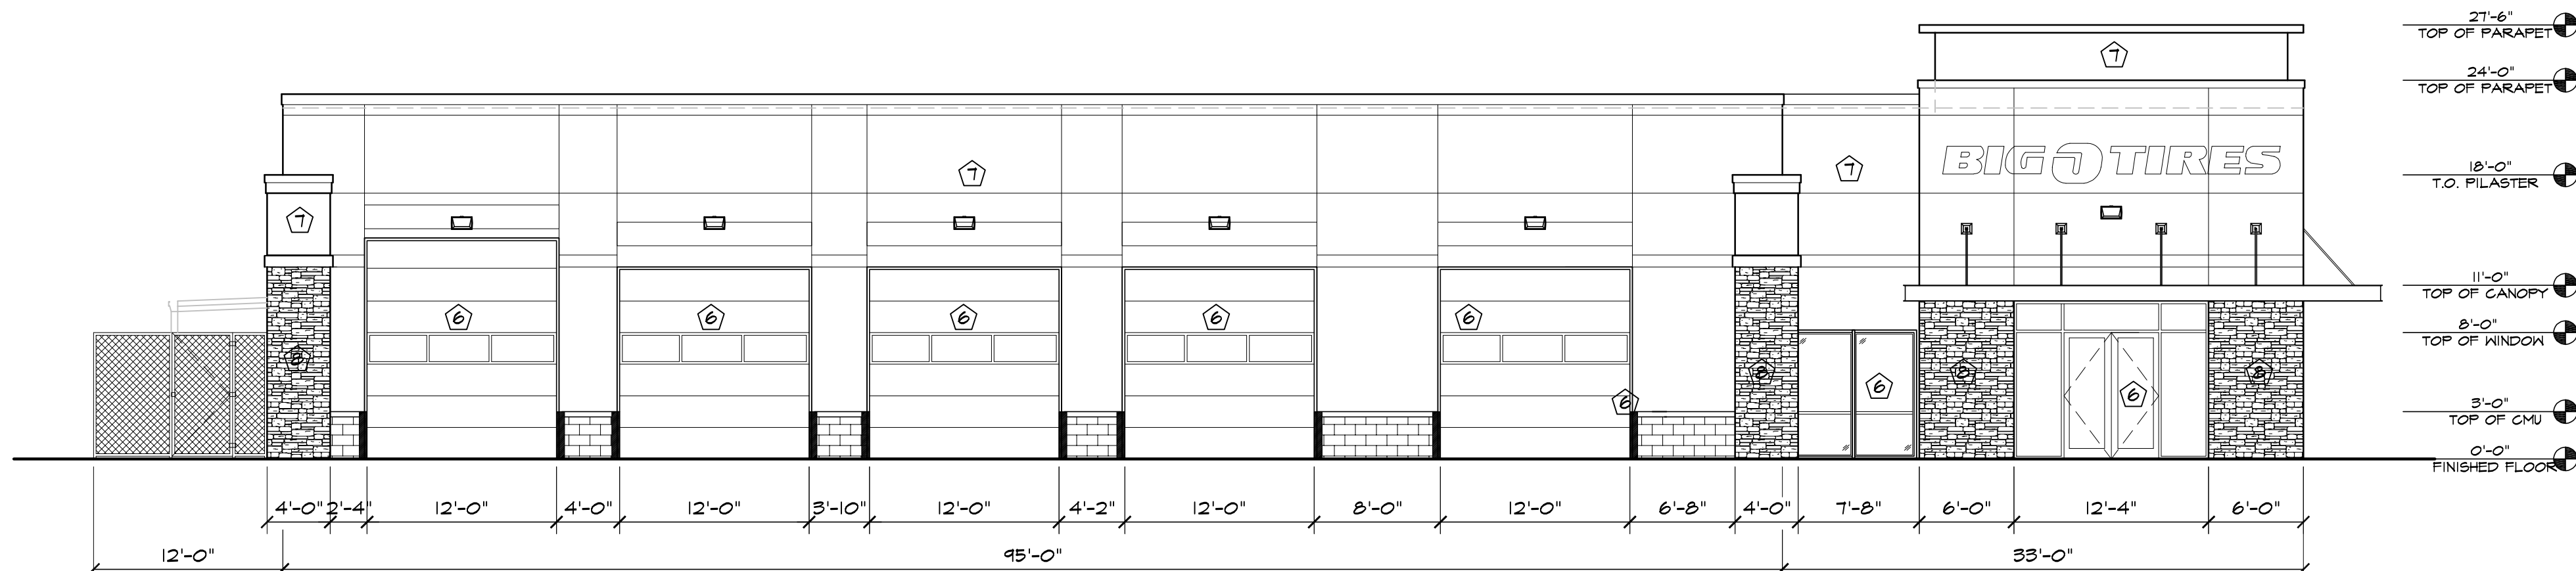 27'-6"
TOP OF PARAPET
7
24'-0"
TOP OF PARAPET
BIG O TIRES
7
7
18'-0"
T.O. PILASTER
7
11'-0"
TOP OF CANOPY
6
6
6
6
6
8'-0"
TOP OF WINDOW
8
8
8
8
6
6
6
3'-0"
TOP OF CMU
0'-0"
FINISHED FLOOR
4'-0" 2'-4" 12'-0" 4'-0" 12'-0" 3'-10" 12'-0" 4'-2" 12'-0" 8'-0" 12'-0" 6'-8" 4'-0" 7'-8" 6'-0" 12'-4" 6'-0"
12'-0" 95'-0" 33'-0"